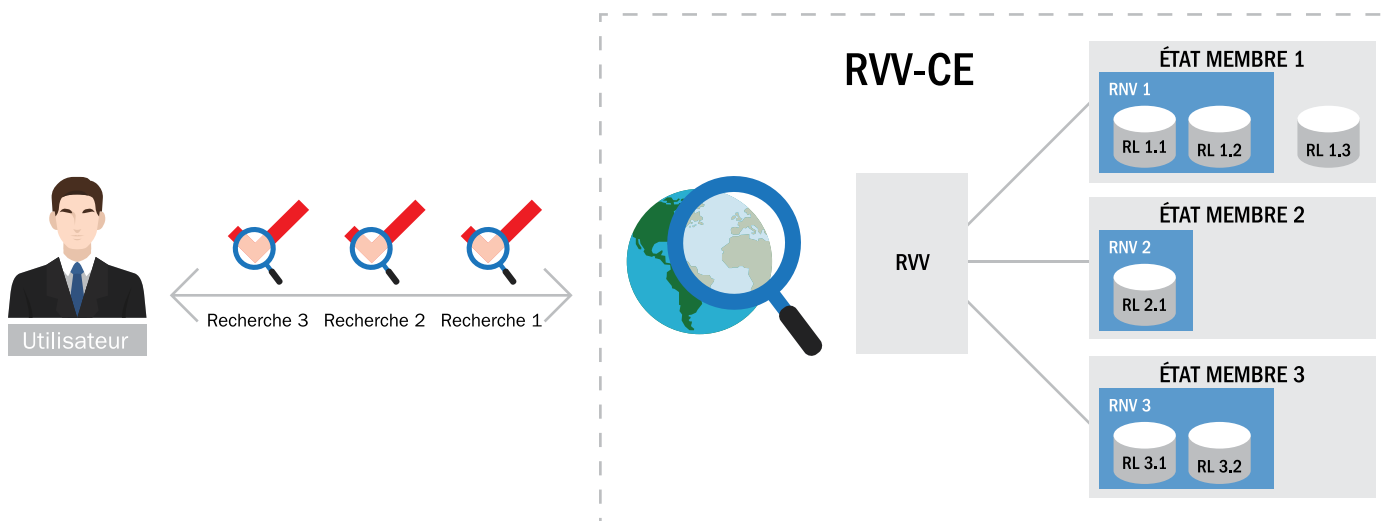 RVV-CE
ÉTAT MEMBRE 1
RNV 1
RL 1.1
RL 1.2
RL 1.3
ÉTAT MEMBRE 2
RNV 2
RL 2.1
ÉTAT MEMBRE 3
RNV 3
RL 3.1
RL 3.2
RVV
Recherche 3
Recherche 2
Recherche 1
Utilisateur